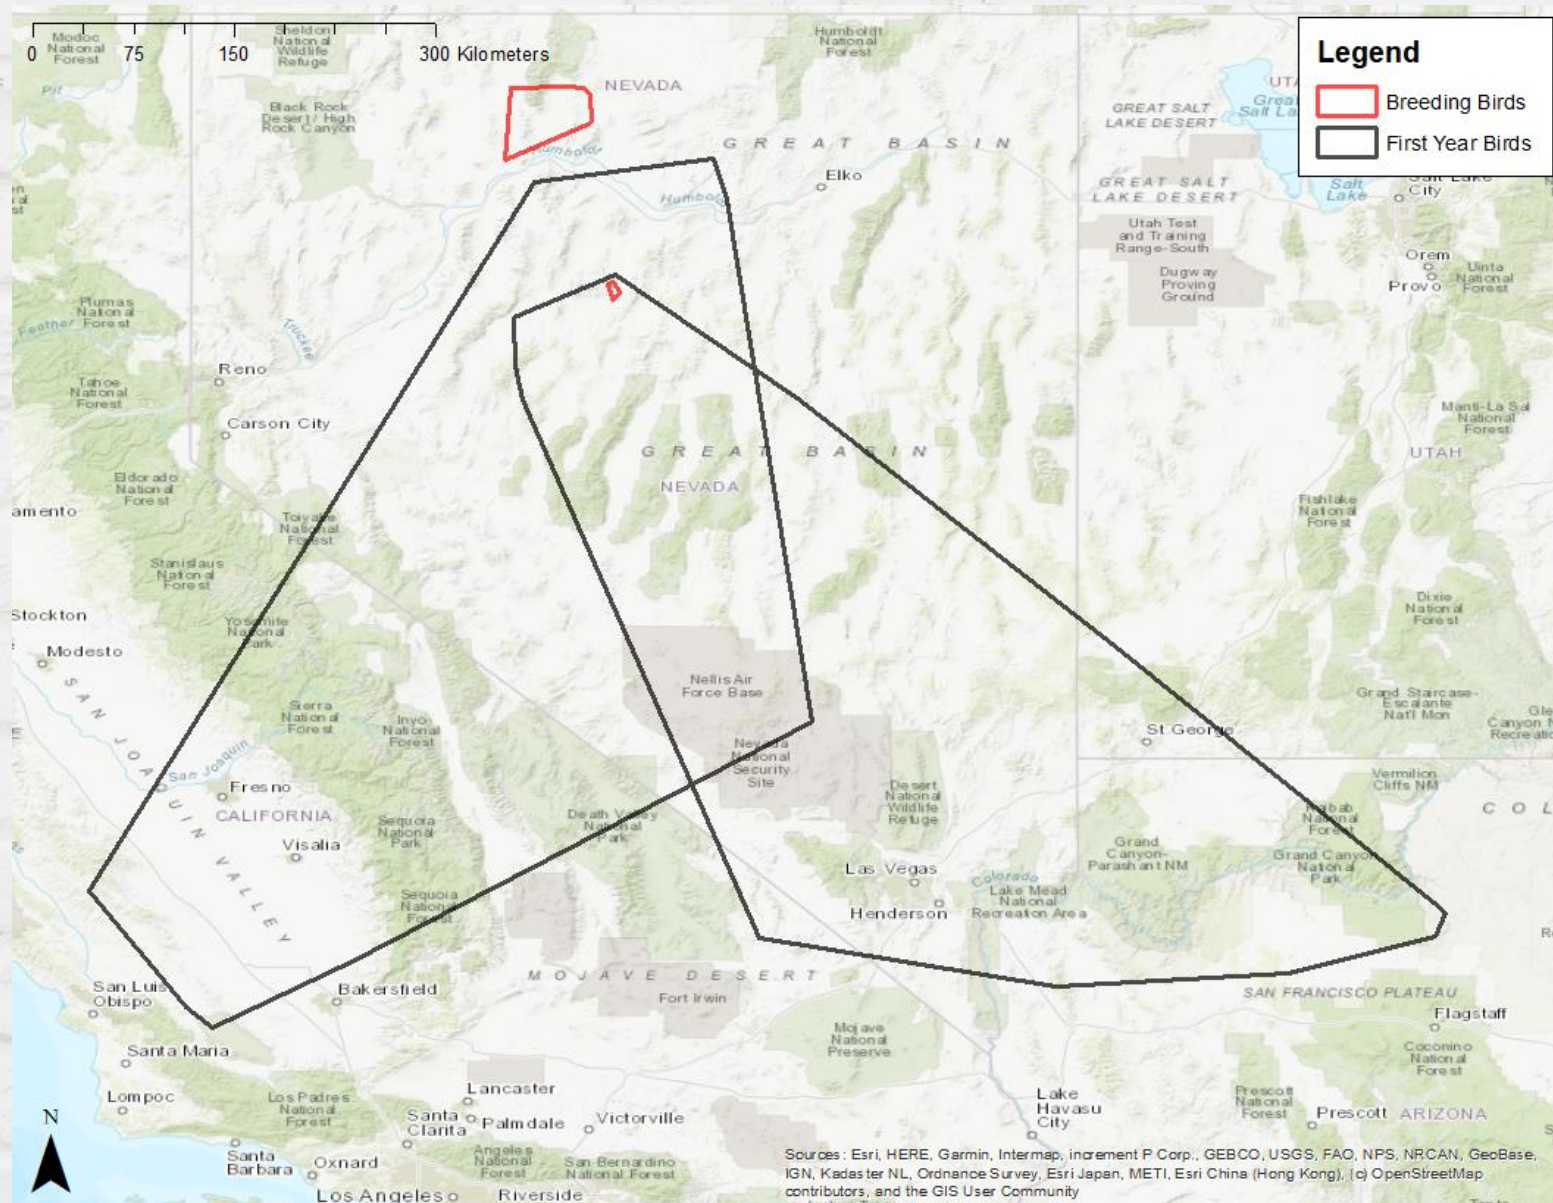 0 75 150 300 Kilometers
Modoc
National
Forest
Sheldon
National
Wildlife
Refuge
Humboldt
National
Forest
Legend
Breeding Birds
First Year Birds
Pit
Black Rock
Desert / High
Rock Canyon
NEVADA
GREAT SALT
LAKE DESERT
GREAT BASIN
Elko
Humboldt
GREAT SALT
LAKE DESERT
Salt
Lake
Salt Lake
City
Utah Test
and Training
Range-South
Dugway
Proving
Ground
Orem
Provo
Uinta
National
Forest
Plumas
National
Forest
Feather
Truckee
Reno
Tahoe
National
Forest
Carson City
Manti-La Sal
National
Forest
GREAT BASIN
NEVADA
UTAH
Eldorado
National
Forest
amento
Toiyabe
National
Forest
Fishlake
National
Forest
Stanislaus
National
Forest
Stockton
Yosemite
National
Park
Modesto
Dixie
National
Forest
SAN JOAQUIN VALLEY
Nellis Air
Force Base
Sierra
National
Forest
Inyo
National
Forest
Grand Staircase-
Escalante
Nat'l Mon
St George
San Joaquin
Nevada
National
Security
Site
Fresno
CALIFORNIA
Visalia
Sequoia
National
Park
Death Valley
National
Park
Desert
National
Wildlife
Refuge
Vermilion
Cliffs NM
Kaibab
National
Forest
COL
Grand
Canyon-
Parashant NM
Grand Canyon
National
Park
Las Vegas
Colorado
Lake Mead
National
Recreation Area
Henderson
Sequoia
National
Forest
MOJAVE DESERT
Fort Irwin
San Luis
Obispo
Bakersfield
SAN FRANCISCO PLATEAU
Flagstaff
Mojave
National
Preserve
Coconino
National
Forest
Santa Maria
Lompoc
Los Padres
National
Forest
Lancaster
Santa
Clarita
Palmdale
Victorville
Lake
Havasu
City
Prescott
National
Forest
Prescott
ARIZONA
N
Santa
Barbara
Oxnard
Angeles
National
Forest
San Bernardino
National Forest
Los Angeles
Riverside
Sources: Esri, HERE, Garmin, Intermap, increment P Corp., GEBCO, USGS, FAO, NPS, NRCAN, GeoBase,
IGN, Kadaster NL, Ordnance Survey, Esri Japan, METI, Esri China (Hong Kong), (c) OpenStreetMap
contributors, and the GIS User Community